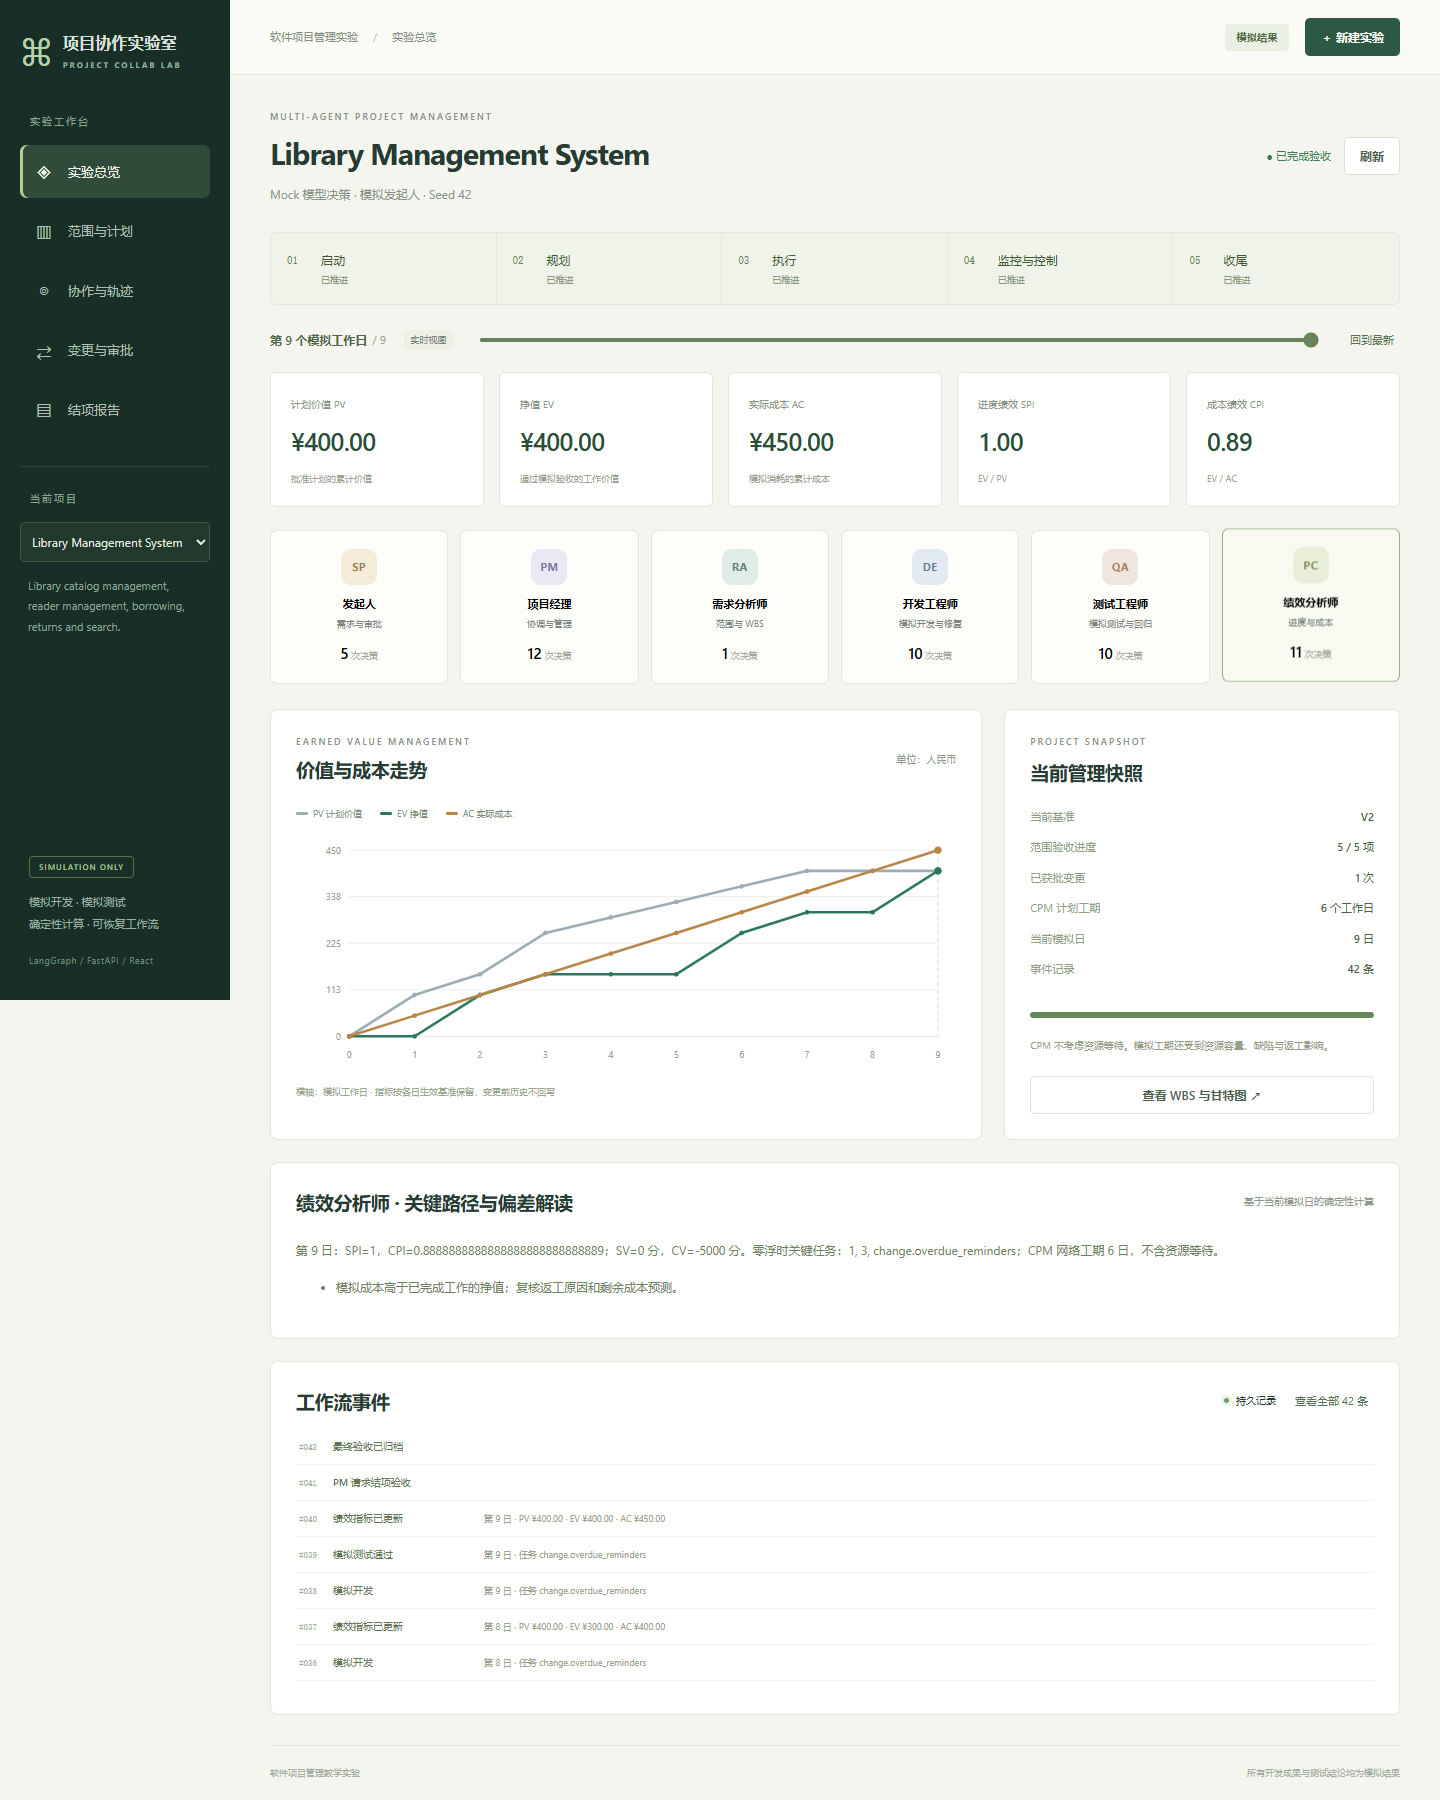 项目协作实验室
PROJECT COLLAB LAB
实验工作台
实验总览
范围与计划
协作与轨迹
变更与审批
结项报告
当前项目
Library Management System
Library catalog management,
reader management, borrowing,
returns and search.
SIMULATION ONLY
模拟开发 · 模拟测试
确定性计算 · 可恢复工作流
LangGraph / FastAPI / React
软件项目管理实验 / 实验总览
模拟结果
+ 新建实验
MULTI-AGENT PROJECT MANAGEMENT
Library Management System
Mock 模型决策 · 模拟发起人 · Seed 42
已完成验收
刷新
01 启动
已推进
02 规划
已推进
03 执行
已推进
04 监控与控制
已推进
05 收尾
已推进
第 9 个模拟工作日 / 9
实时视图
回到最新
计划价值 PV
¥400.00
批准计划的累计价值
挣值 EV
¥400.00
通过模拟验收的工作价值
实际成本 AC
¥450.00
模拟消耗的累计成本
进度绩效 SPI
1.00
EV / PV
成本绩效 CPI
0.89
EV / AC
SP
发起人
需求与审批
5 次决策
PM
项目经理
协调与管理
12 次决策
RA
需求分析师
范围与 WBS
1 次决策
DE
开发工程师
模拟开发与修复
10 次决策
QA
测试工程师
模拟测试与回归
10 次决策
PC
绩效分析师
进度与成本
11 次决策
EARNED VALUE MANAGEMENT
价值与成本走势
单位：人民币
PV 计划价值
EV 挣值
AC 实际成本
450
338
225
113
0
0 1 2 3 4 5 6 7 8 9
横轴：模拟工作日 · 指标按各日生效基准保留，变更前历史不回写
PROJECT SNAPSHOT
当前管理快照
当前基准 V2
范围验收进度 5 / 5 项
已获批变更 1 次
CPM 计划工期 6 个工作日
当前模拟日 9 日
事件记录 42 条
CPM 不考虑资源等待。模拟工期还受到资源容量、缺陷与返工影响。
查看 WBS 与甘特图 ↗
绩效分析师 · 关键路径与偏差解读
基于当前模拟日的确定性计算
第 9 日：SPI=1，CPI=0.8888888888888888888888888889；SV=0 分，CV=-5000 分。零浮时关键任务：1, 3, change.overdue_reminders；CPM 网络工期 6 日，不含资源等待。
• 模拟成本高于已完成工作的挣值；复核返工原因和剩余成本预测。
工作流事件
持久记录
查看全部 42 条
#042 最终验收已归档
#041 PM 请求结项验收
#040 绩效指标已更新 第 9 日 · PV ¥400.00 · EV ¥400.00 · AC ¥450.00
#039 模拟测试通过 第 9 日 · 任务 change.overdue_reminders
#038 模拟开发 第 9 日 · 任务 change.overdue_reminders
#037 绩效指标已更新 第 8 日 · PV ¥400.00 · EV ¥300.00 · AC ¥400.00
#036 模拟开发 第 8 日 · 任务 change.overdue_reminders
软件项目管理教学实验
所有开发成果与测试结论均为模拟结果